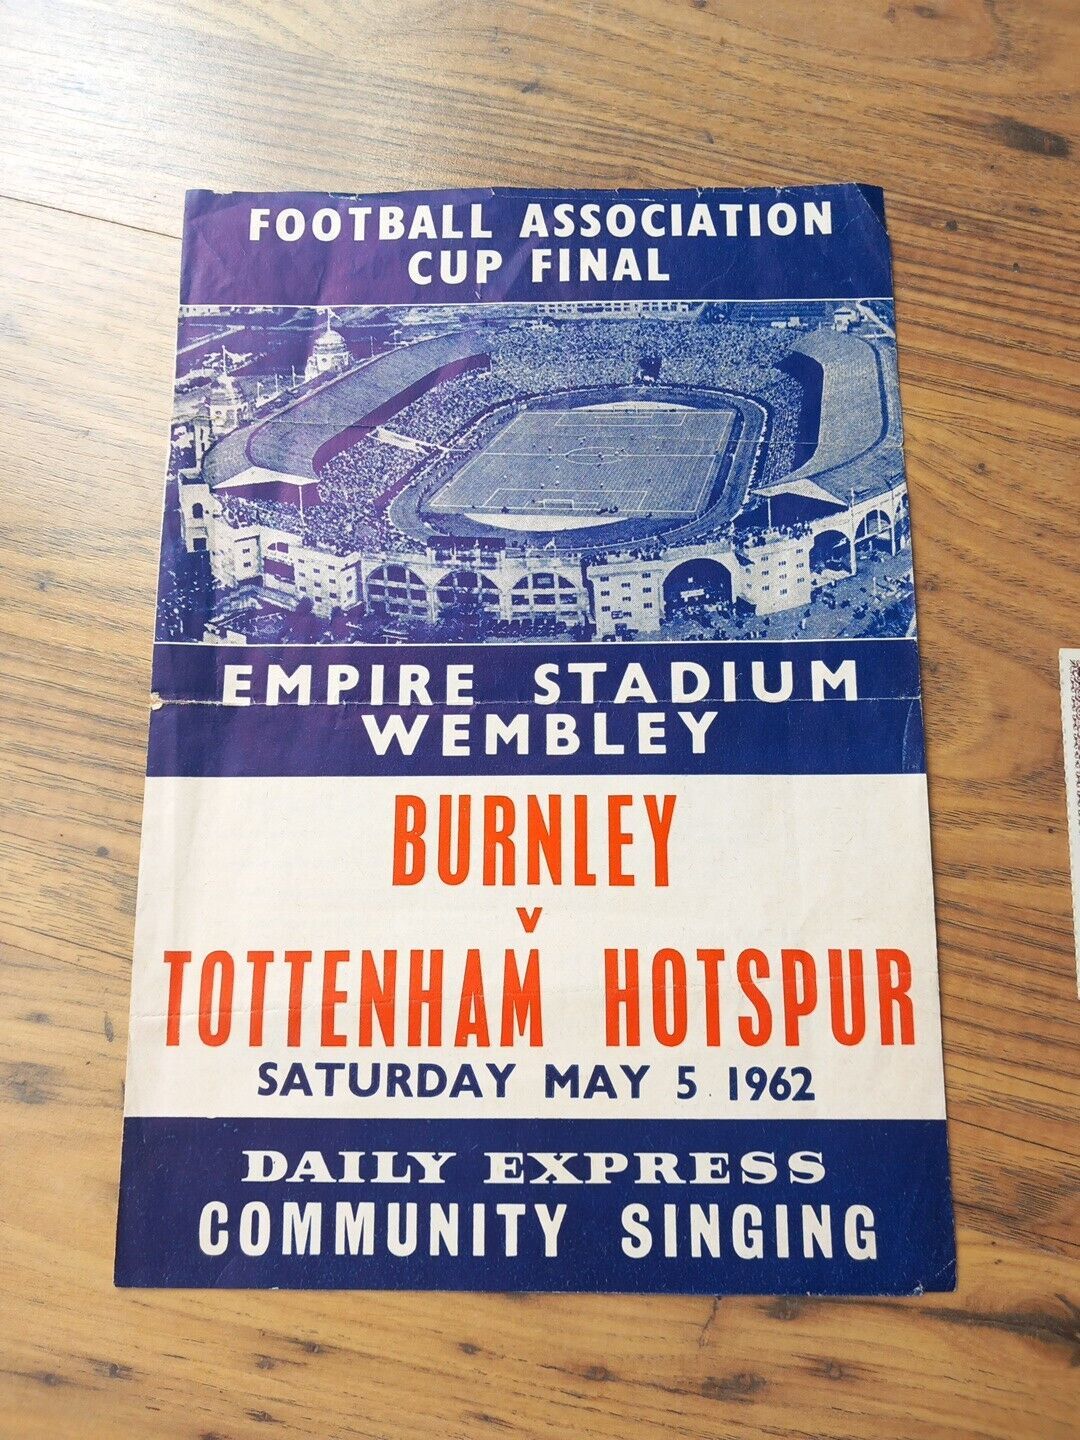 FOOTBALL ASSOCIATION
CUP FINAL
EMPIRE STADIUM
WEMBLEY
BURNLEY
V
TOTTENHAM HOTSPUR
SATURDAY MAY 5 1962
DAILY EXPRESS
COMMUNITY SINGING